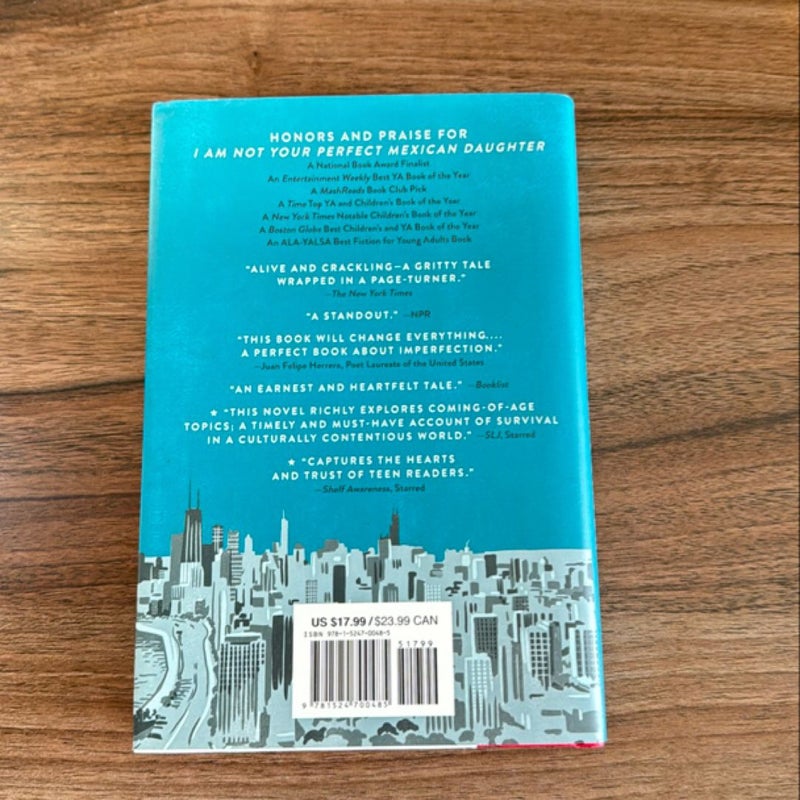 HONORS AND PRAISE FOR
I AM NOT YOUR PERFECT MEXICAN DAUGHTER
A National Book Award Finalist
An Entertainment Weekly Best YA Book of the Year
A MashReads Book Club Pick
A Time Top YA and Children's Book of the Year
A New York Times Notable Children's Book of the Year
A Boston Globe Best Children's and YA Book of the Year
An ALA-YALSA Best Fiction for Young Adults Book
"ALIVE AND CRACKLING—A GRITTY TALE
WRAPPED IN A PAGE-TURNER."
—The New York Times
"A STANDOUT." —NPR
"THIS BOOK WILL CHANGE EVERYTHING....
A PERFECT BOOK ABOUT IMPERFECTION."
—Juan Felipe Herrera, Poet Laureate of the United States
"AN EARNEST AND HEARTFELT TALE." —Booklist
★ "THIS NOVEL RICHLY EXPLORES COMING-OF-AGE
TOPICS; A TIMELY AND MUST-HAVE ACCOUNT OF SURVIVAL
IN A CULTURALLY CONTENTIOUS WORLD." —SLJ, Starred
★ "CAPTURES THE HEARTS
AND TRUST OF TEEN READERS."
—Shelf Awareness, Starred
US $17.99 / $23.99 CAN
ISBN 978-1-5247-0048-5
51799
9 781524 700485